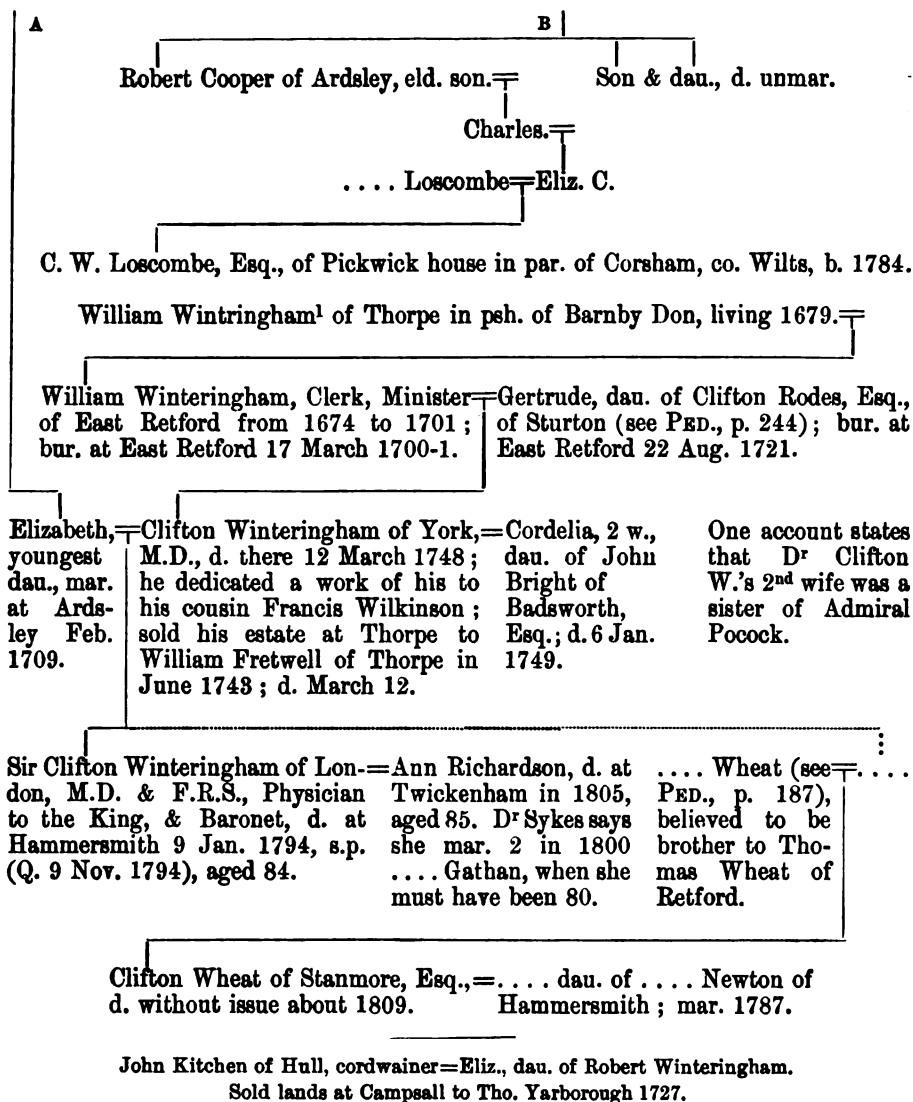 A B
Robert Cooper of Ardsley, eld. son. Son & dau., d. unmar.
Charles.
.... Loscombe=Eliz. C.
C. W. Loscombe, Esq., of Pickwick house in par. of Corsham, co. Wilts, b. 1784.
William Wintringham¹ of Thorpe in psh. of Barnby Don, living 1679.=
William Winteringham, Clerk, Minister
of East Retford from 1674 to 1701 ;
bur. at East Retford 17 March 1700-1.
=Gertrude, dau. of Clifton Rodes, Esq.,
of Sturton (see PED., p. 244) ; bur. at
East Retford 22 Aug. 1721.
Elizabeth,
youngest
dau., mar.
at Ards-
ley Feb.
1709.
=Clifton Winteringham of York,
M.D., d. there 12 March 1748 ;
he dedicated a work of his to
his cousin Francis Wilkinson ;
sold his estate at Thorpe to
William Fretwell of Thorpe in
June 1743 ; d. March 12.
=Cordelia, 2 w.,
dau. of John
Bright of
Badsworth,
Esq. ; d. 6 Jan.
1749.
One account states
that Dr Clifton
W.'s 2nd wife was a
sister of Admiral
Pocock.
Sir Clifton Winteringham of Lon-
don, M.D. & F.R.S., Physician
to the King, & Baronet, d. at
Hammersmith 9 Jan. 1794, s.p.
(Q. 9 Nov. 1794), aged 84.
=Ann Richardson, d. at
Twickenham in 1805,
aged 85. Dr Sykes says
she mar. 2 in 1800
.... Gathan, when she
must have been 80.
.... Wheat (see=....
PED., p. 187),
believed to be
brother to Tho-
mas Wheat of
Retford.
Clifton Wheat of Stanmore, Esq.,
d. without issue about 1809.
=.... dau. of .... Newton of
Hammersmith ; mar. 1787.
John Kitchen of Hull, cordwainer=Eliz., dau. of Robert Winteringham.
Sold lands at Campsall to Tho. Yarborough 1727.